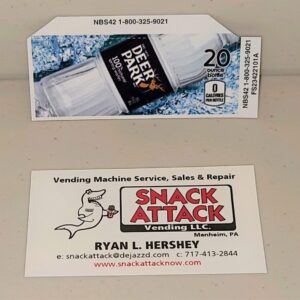 NBS42 1-800-325-9021
DEER
PARK
100%
20
ounce
bottle
0
CALORIES
PER BOTTLE
NBS42 1-800-325-9021
FS23422101A
Vending Machine Service, Sales & Repair
SNACK
ATTACK
Vending LLC.
Manheim, PA
RYAN L. HERSHEY
e: snackattack@dejazzd.com c: 717-413-2844
www.snackattacknow.com